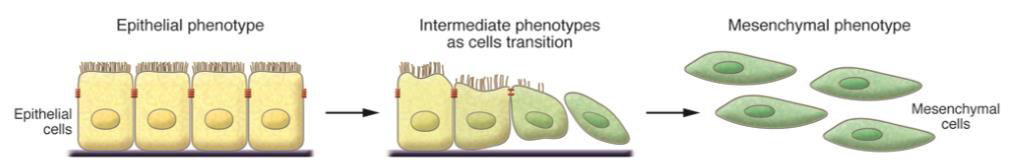 Epithelial phenotype
Intermediate phenotypes
as cells transition
Mesenchymal phenotype
Epithelial
cells
Mesenchymal
cells